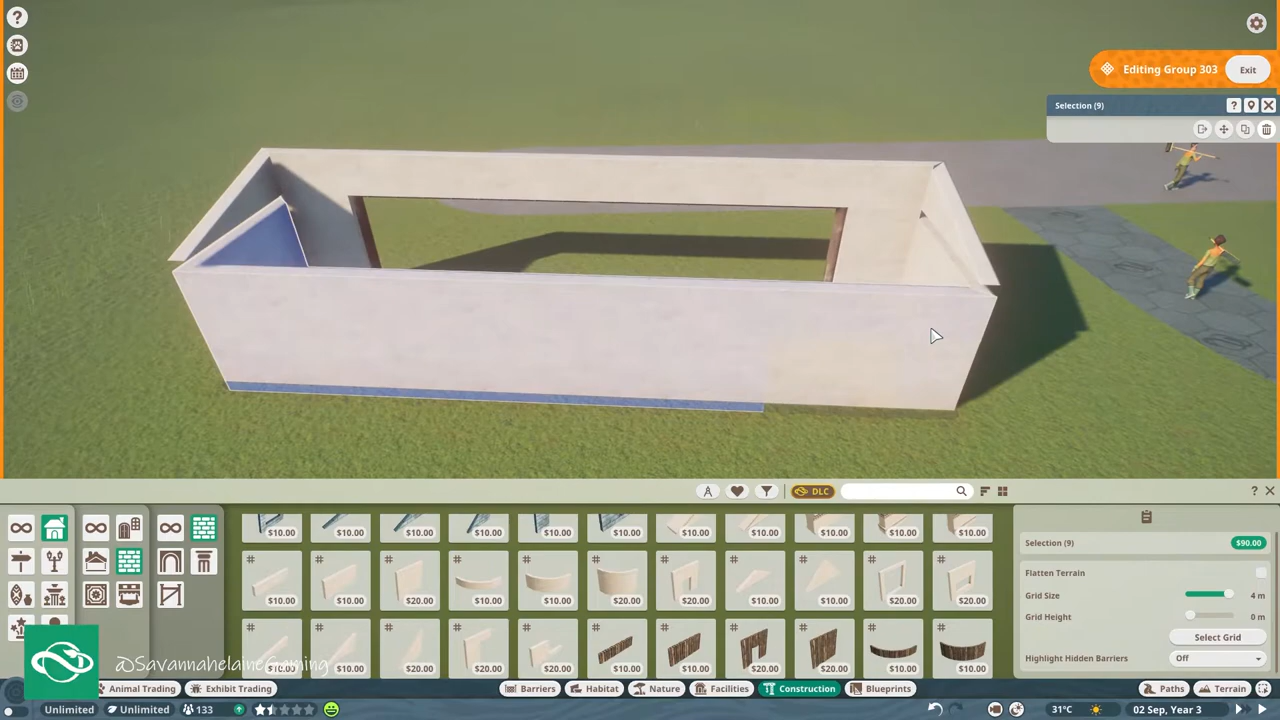 ?
Editing Group 303
Exit
Selection (9)
?
DLC
?
$10.00 $10.00 $10.00 $10.00 $10.00 $10.00 $10.00 $10.00 $10.00 $10.00 $10.00
$10.00 $10.00 $20.00 $10.00 $10.00 $20.00 $20.00 $10.00 $10.00 $20.00 $20.00
$10.00 $20.00 $20.00 $20.00 $20.00 $10.00 $10.00 $20.00 $20.00 $10.00 $10.00
Selection (9)
$90.00
Flatten Terrain
Grid Size
4 m
Grid Height
0 m
Select Grid
Highlight Hidden Barriers
Off
@SavannahelaineGaming
Animal Trading
Exhibit Trading
Barriers
Habitat
Nature
Facilities
Construction
Blueprints
Paths
Terrain
Unlimited
Unlimited
133
31°C
02 Sep, Year 3